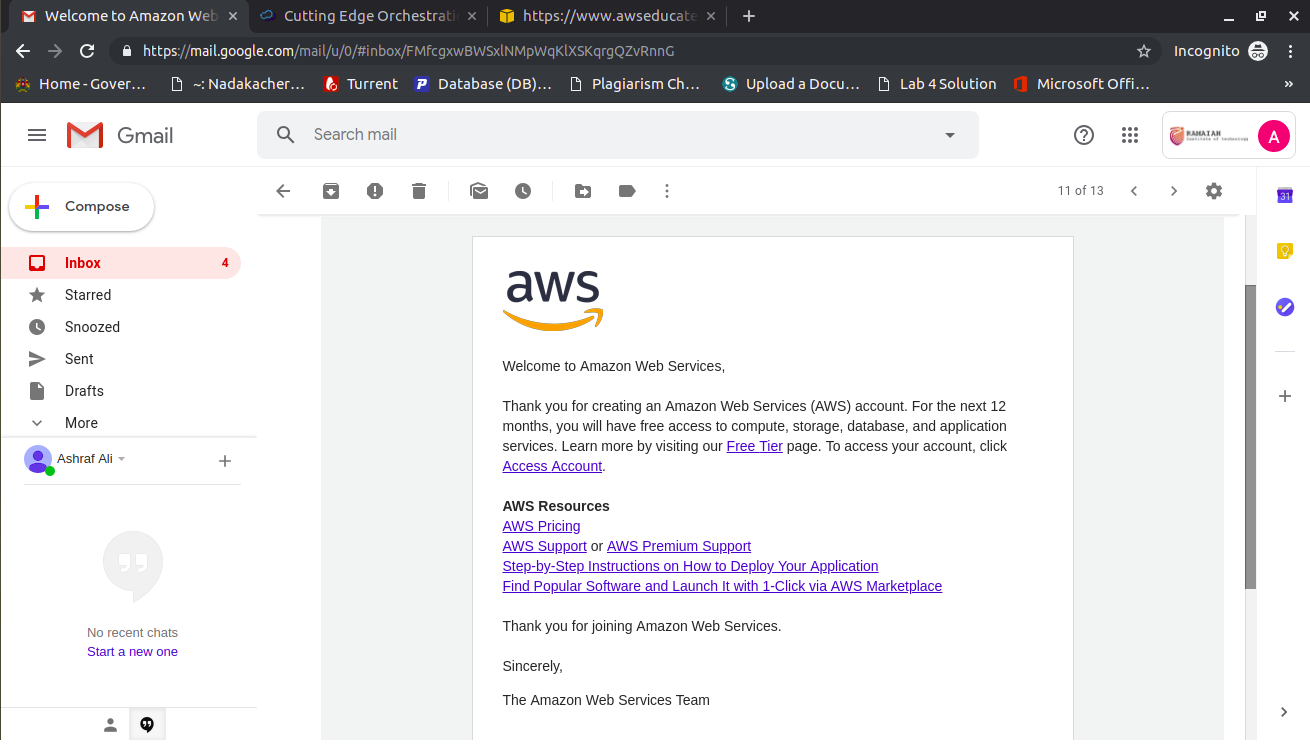 Welcome to Amazon Web
Cutting Edge Orchestrati
https://www.awseducate
https://mail.google.com/mail/u/0/#inbox/FMfcgxwBWSxlNMpWqKlXSKqrgQZvRnnG
Incognito
Home - Gover…
~: Nadakacher…
Turrent
Database (DB)…
Plagiarism Ch…
Upload a Docu…
Lab 4 Solution
Microsoft Offi…
»
Gmail
Search mail
RAMAIAH
Institute of Technology
A
Compose
11 of 13
31
Inbox 4
Starred
Snoozed
Sent
Drafts
More
Ashraf Ali
No recent chats
Start a new one
aws
Welcome to Amazon Web Services,
Thank you for creating an Amazon Web Services (AWS) account. For the next 12
months, you will have free access to compute, storage, database, and application
services. Learn more by visiting our Free Tier page. To access your account, click
Access Account.
AWS Resources
AWS Pricing
AWS Support or AWS Premium Support
Step-by-Step Instructions on How to Deploy Your Application
Find Popular Software and Launch It with 1-Click via AWS Marketplace
Thank you for joining Amazon Web Services.
Sincerely,
The Amazon Web Services Team